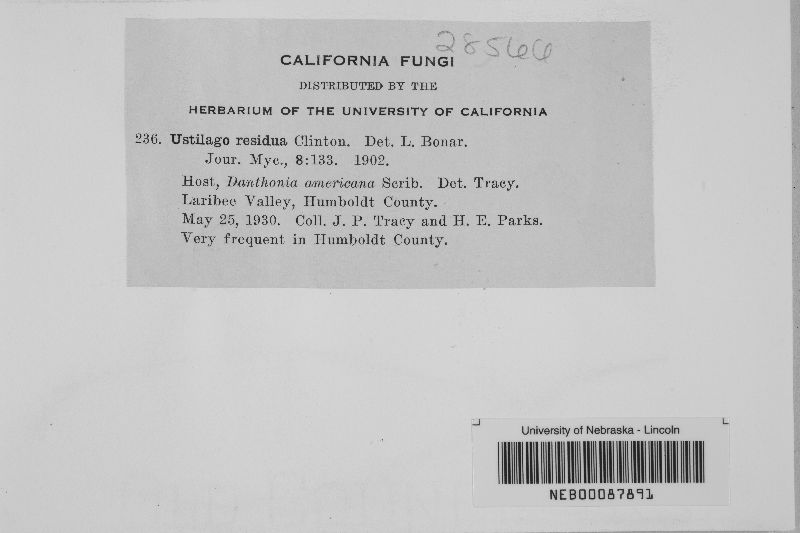 28566
CALIFORNIA FUNGI
DISTRIBUTED BY THE
HERBARIUM OF THE UNIVERSITY OF CALIFORNIA
236. Ustilago residua Clinton. Det. L. Bonar.
Jour. Myc., 8:133. 1902.
Host, Danthonia americana Scrib. Det. Tracy.
Laribee Valley, Humboldt County.
May 25, 1930. Coll. J. P. Tracy and H. E. Parks.
Very frequent in Humboldt County.
University of Nebraska - Lincoln
NEB00087891